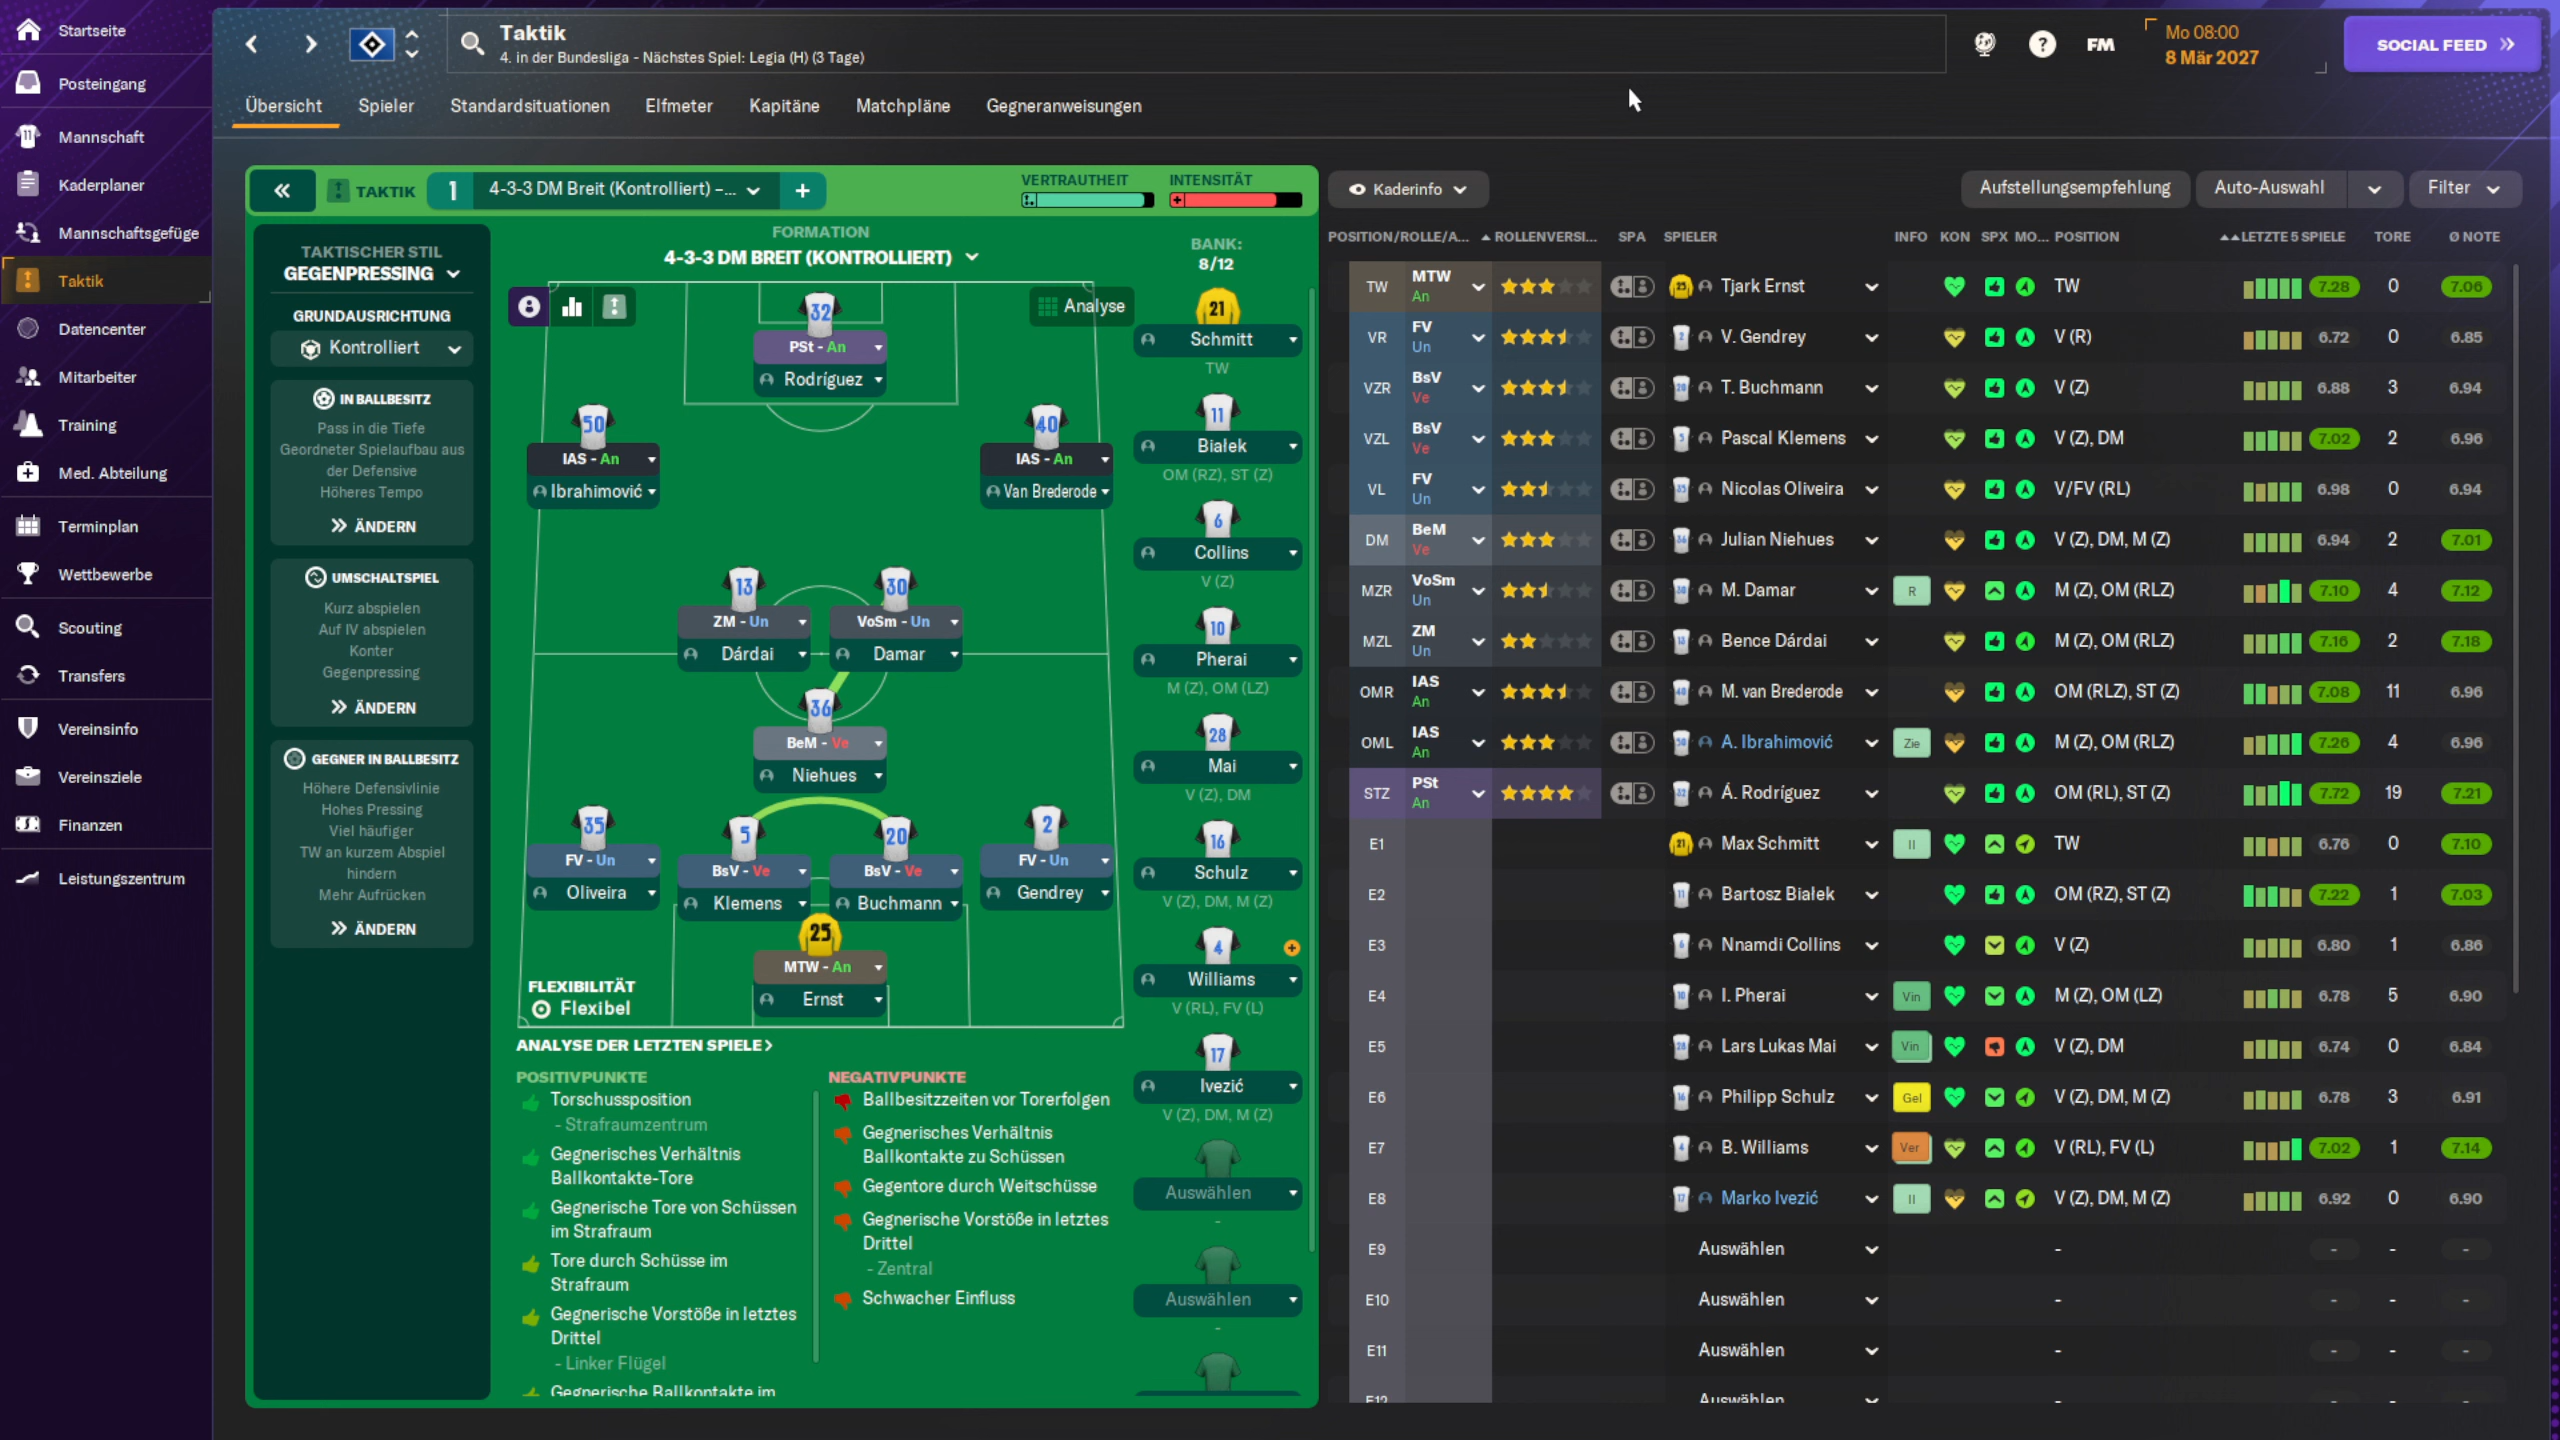 Startseite
Posteingang
Mannschaft
Kaderplaner
Mannschaftsgefüge
Taktik
Datencenter
Mitarbeiter
Training
Med. Abteilung
Terminplan
Wettbewerbe
Scouting
Transfers
Vereinsinfo
Vereinsziele
Finanzen
Leistungszentrum
Taktik
4. in der Bundesliga - Nächstes Spiel: Legia (H) (3 Tage)
FM
Mo 08:00
8 Mär 2027
SOCIAL FEED
Übersicht Spieler Standardsituationen Elfmeter Kapitäne Matchpläne Gegneranweisungen
TAKTIK 1 4-3-3 DM Breit (Kontrolliert) –... +
VERTRAUTHEIT INTENSITÄT
TAKTISCHER STIL
GEGENPRESSING
GRUNDAUSRICHTUNG
Kontrolliert
IN BALLBESITZ
Pass in die Tiefe
Geordneter Spielaufbau aus
der Defensive
Höheres Tempo
ÄNDERN
UMSCHALTSPIEL
Kurz abspielen
Auf IV abspielen
Konter
Gegenpressing
ÄNDERN
GEGNER IN BALLBESITZ
Höhere Defensivlinie
Hohes Pressing
Viel häufiger
TW an kurzem Abspiel
hindern
Mehr Aufrücken
ÄNDERN
FORMATION
4-3-3 DM BREIT (KONTROLLIERT)
Analyse
32
PSt - An
Rodríguez
50
IAS - An
Ibrahimović
40
IAS - An
Van Brederode
13
ZM - Un
Dárdai
30
VoSm - Un
Damar
36
BeM - Ve
Niehues
35
FV - Un
Oliveira
5
BsV - Ve
Klemens
20
BsV - Ve
Buchmann
2
FV - Un
Gendrey
25
MTW - An
Ernst
FLEXIBILITÄT
Flexibel
BANK:
8/12
21
Schmitt
TW
11
Bialek
OM (RZ), ST (Z)
6
Collins
V (Z)
10
Pherai
M (Z), OM (LZ)
28
Mai
V (Z), DM
16
Schulz
V (Z), DM, M (Z)
4
Williams
V (RL), FV (L)
17
Ivezić
V (Z), DM, M (Z)
Auswählen
-
Auswählen
-
ANALYSE DER LETZTEN SPIELE
POSITIVPUNKTE
Torschussposition
- Strafraumzentrum
Gegnerisches Verhältnis
Ballkontakte-Tore
Gegnerische Tore von Schüssen
im Strafraum
Tore durch Schüsse im
Strafraum
Gegnerische Vorstöße in letztes
Drittel
- Linker Flügel
Gegnerische Ballkontakte im
NEGATIVPUNKTE
Ballbesitzzeiten vor Torerfolgen
Gegnerisches Verhältnis
Ballkontakte zu Schüssen
Gegentore durch Weitschüsse
Gegnerische Vorstöße in letztes
Drittel
- Zentral
Schwacher Einfluss
Kaderinfo Aufstellungsempfehlung Auto-Auswahl Filter
POSITION/ROLLE/A... ROLLENVERSI... SPA SPIELER INFO KON SPX MO... POSITION LETZTE 5 SPIELE TORE Ø NOTE
TW MTW An Tjark Ernst TW 7.28 0 7.06
VR FV Un V. Gendrey V (R) 6.72 0 6.85
VZR BsV Ve T. Buchmann V (Z) 6.88 3 6.94
VZL BsV Ve Pascal Klemens V (Z), DM 7.02 2 6.96
VL FV Un Nicolas Oliveira V/FV (RL) 6.98 0 6.94
DM BeM Ve Julian Niehues V (Z), DM, M (Z) 6.94 2 7.01
MZR VoSm Un M. Damar R M (Z), OM (RLZ) 7.10 4 7.12
MZL ZM Un Bence Dárdai M (Z), OM (RLZ) 7.16 2 7.18
OMR IAS An M. van Brederode OM (RLZ), ST (Z) 7.08 11 6.96
OML IAS An A. Ibrahimović Zie M (Z), OM (RLZ) 7.26 4 6.96
STZ PSt An Á. Rodríguez OM (RL), ST (Z) 7.72 19 7.21
E1 Max Schmitt II TW 6.76 0 7.10
E2 Bartosz Bialek OM (RZ), ST (Z) 7.22 1 7.03
E3 Nnamdi Collins V (Z) 6.80 1 6.86
E4 I. Pherai Vin M (Z), OM (LZ) 6.78 5 6.90
E5 Lars Lukas Mai Vin V (Z), DM 6.74 0 6.84
E6 Philipp Schulz Gel V (Z), DM, M (Z) 6.78 3 6.91
E7 B. Williams Ver V (RL), FV (L) 7.02 1 7.14
E8 Marko Ivezić II V (Z), DM, M (Z) 6.92 0 6.90
E9 Auswählen - - - -
E10 Auswählen - - - -
E11 Auswählen - - - -
E12 Auswählen